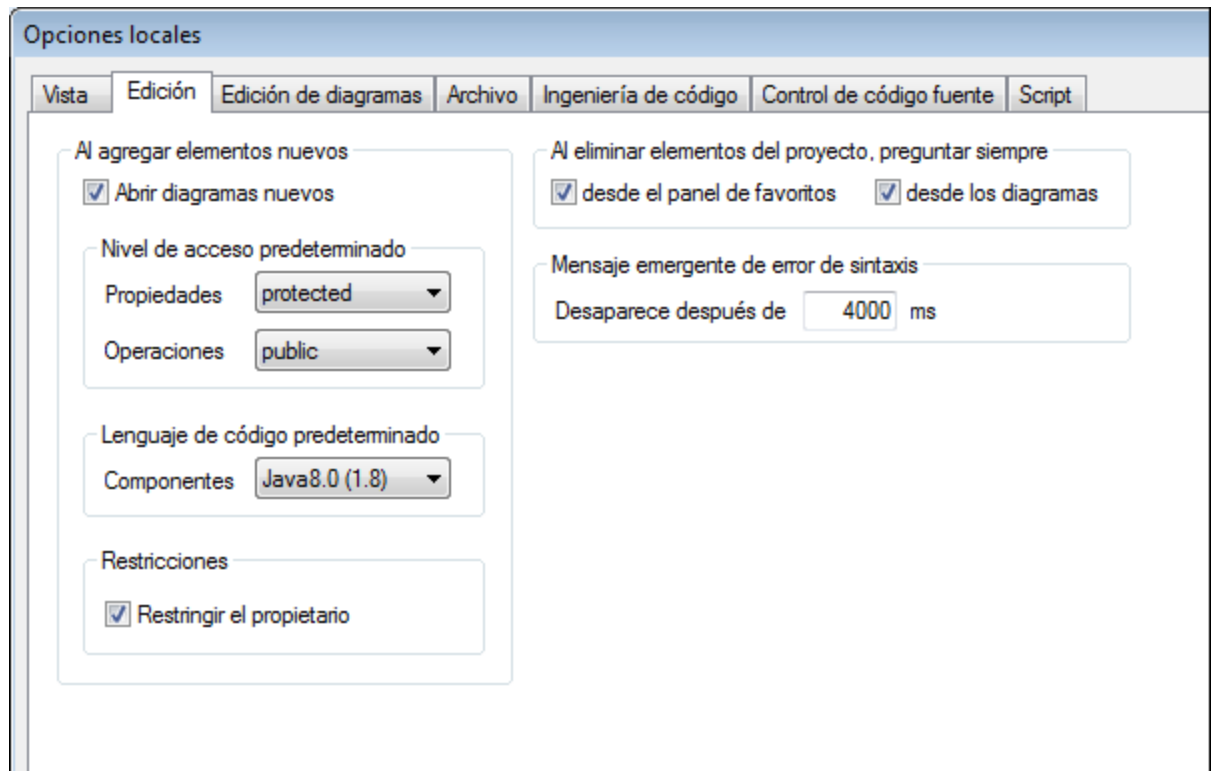 Opciones locales
Vista Edición Edición de diagramas Archivo Ingeniería de código Control de código fuente Script
Al agregar elementos nuevos
Abrir diagramas nuevos
Nivel de acceso predeterminado
Propiedades protected
Operaciones public
Lenguaje de código predeterminado
Componentes Java8.0 (1.8)
Restricciones
Restringir el propietario
Al eliminar elementos del proyecto, preguntar siempre
desde el panel de favoritos desde los diagramas
Mensaje emergente de error de sintaxis
Desaparece después de 4000 ms